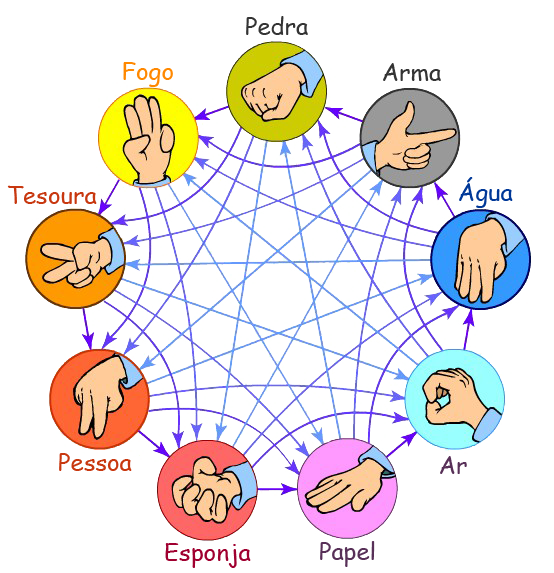 Pedra
Fogo
Arma
Tesoura
Água
Pessoa
Ar
Esponja
Papel